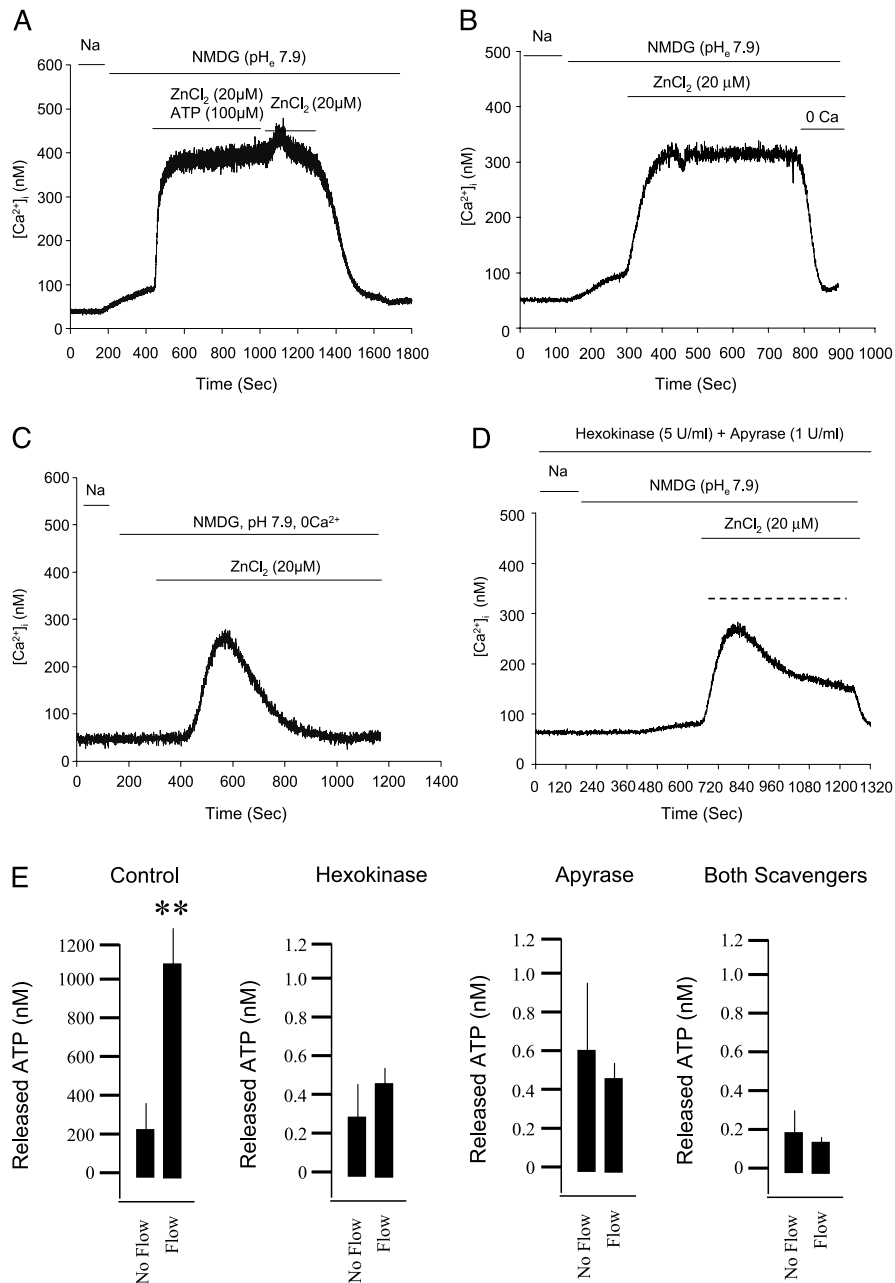 A
Na
NMDG (pHe 7.9)
ZnCl2 (20µM)
ATP (100µM)
ZnCl2 (20µM)
600
500
400
300
200
100
0
[Ca2+]i (nM)
0 200 400 600 800 1000 1200 1400 1600 1800
Time (Sec)
B
Na
NMDG (pHe 7.9)
ZnCl2 (20 µM)
0 Ca
500
400
300
200
100
0
[Ca2+]i (nM)
0 100 200 300 400 500 600 700 800 900 1000
Time (Sec)
C
Na
NMDG, pH 7.9, 0Ca2+
ZnCl2 (20µM)
600
500
400
300
200
100
0
[Ca2+]i (nM)
0 200 400 600 800 1000 1200 1400
Time (Sec)
D
Hexokinase (5 U/ml) + Apyrase (1 U/ml)
Na
NMDG (pHe 7.9)
ZnCl2 (20 µM)
500
400
300
200
100
0
[Ca2+]i (nM)
0 120 240 360 480 600 720 840 960 1080 1200 1320
Time (Sec)
E
Control
**
1200
1000
800
600
400
200
0
Released ATP (nM)
No Flow
Flow
Hexokinase
1.2
1.0
0.8
0.6
0.4
0.2
0
Released ATP (nM)
No Flow
Flow
Apyrase
1.2
1.0
0.8
0.6
0.4
0.2
0
Released ATP (nM)
No Flow
Flow
Both Scavengers
1.2
1.0
0.8
0.6
0.4
0.2
0
Released ATP (nM)
No Flow
Flow